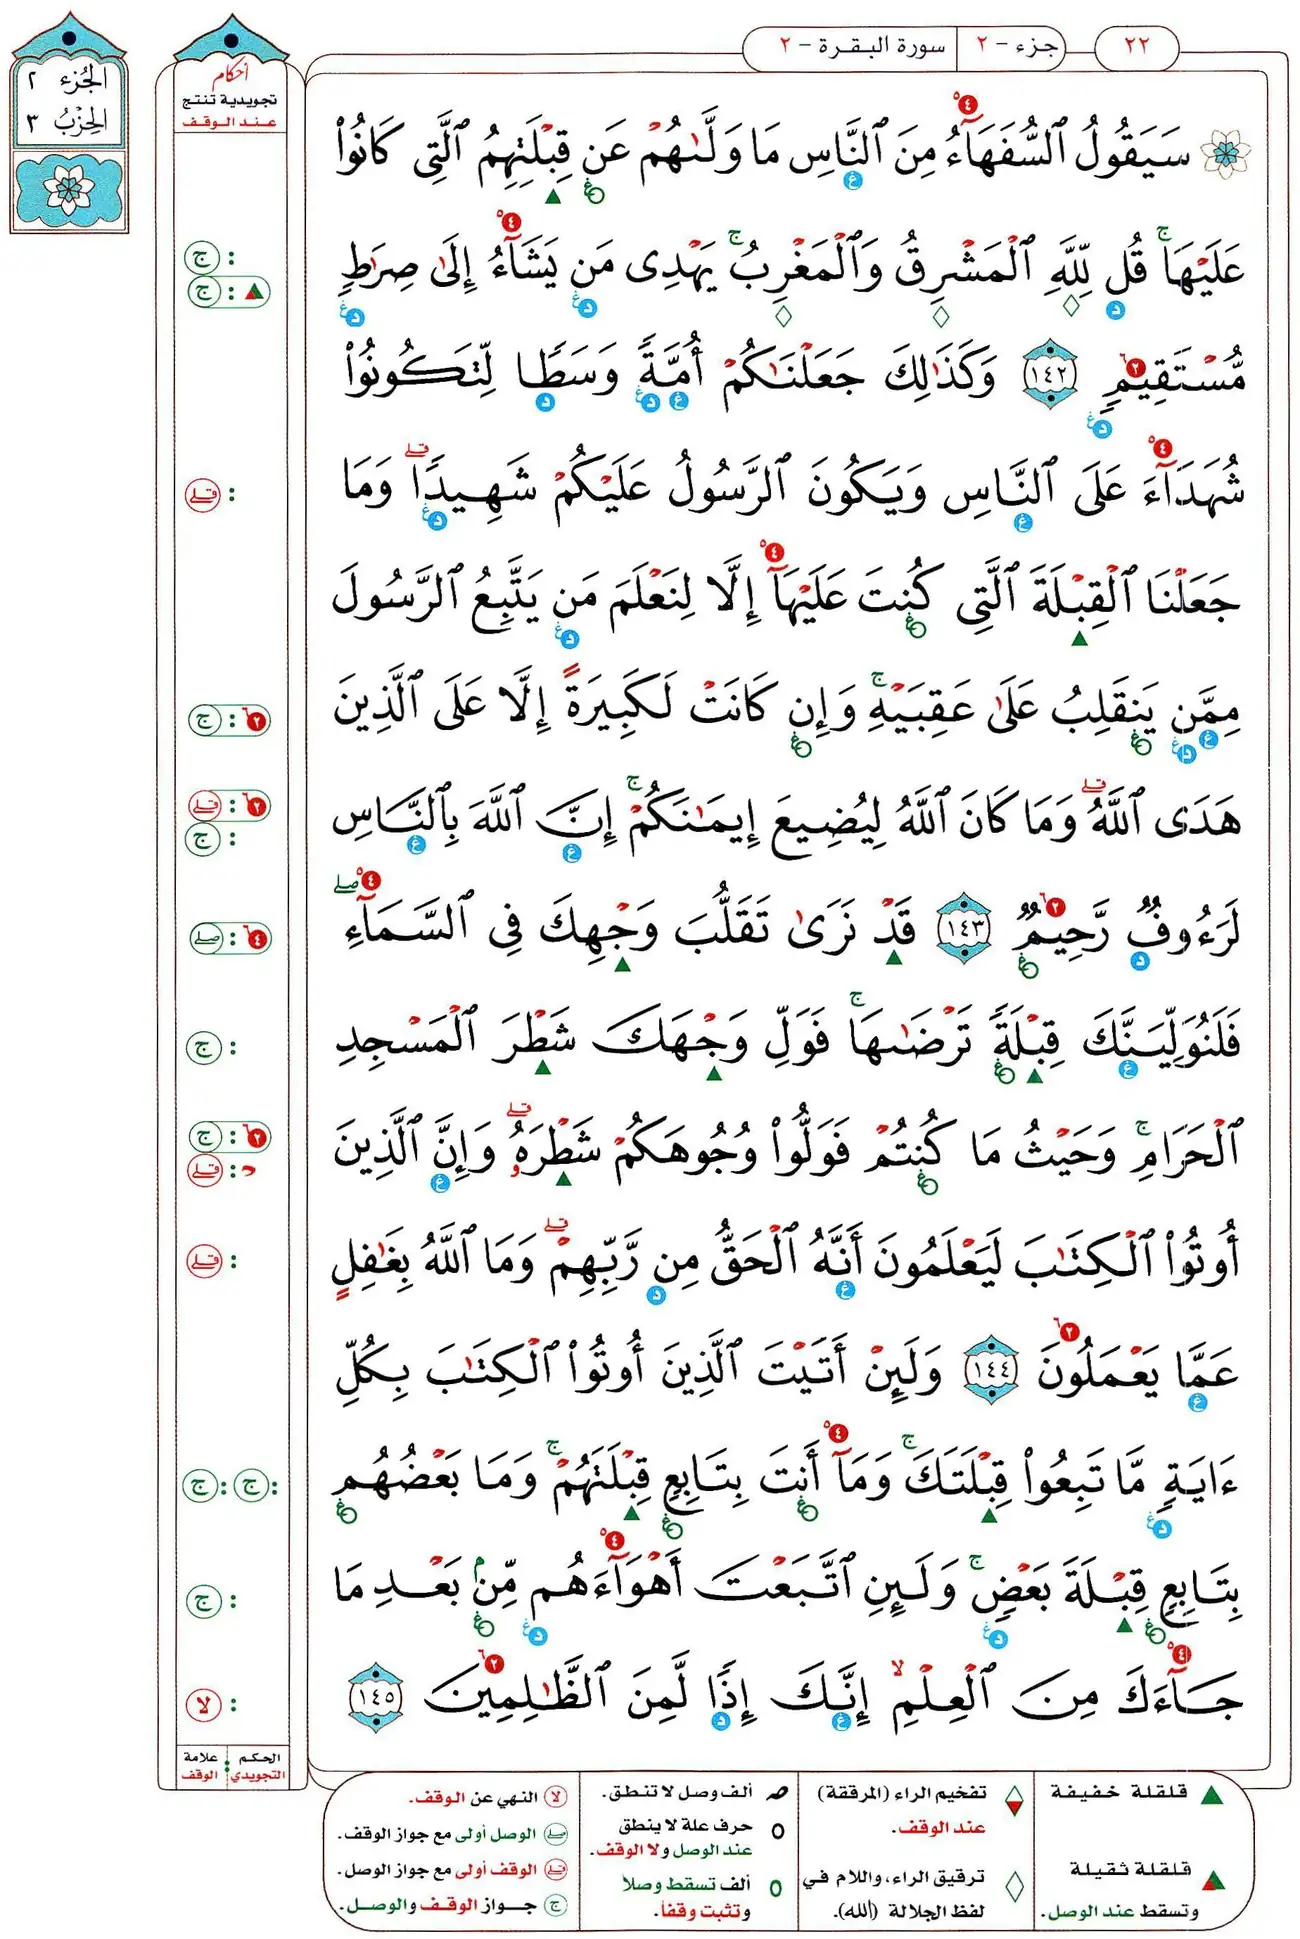 ٢٢
جزء - ٢
سورة البقرة - ٢
الجُزء ٢
الحِزْبُ ٣
أحكام
تجويدية تنتج
عند الوقف
سَيَقُولُ ٱلسُّفَهَآءُ مِنَ ٱلنَّاسِ مَا وَلَّىٰهُمْ عَن قِبْلَتِهِمُ ٱلَّتِى كَانُوا۟
عَلَيْهَا ۚ قُل لِّلَّهِ ٱلْمَشْرِقُ وَٱلْمَغْرِبُ ۚ يَهْدِى مَن يَشَآءُ إِلَىٰ صِرَٰطٍ
مُّسْتَقِيمٍ ١٤٢ وَكَذَٰلِكَ جَعَلْنَٰكُمْ أُمَّةً وَسَطًا لِّتَكُونُوا۟
شُهَدَآءَ عَلَى ٱلنَّاسِ وَيَكُونَ ٱلرَّسُولُ عَلَيْكُمْ شَهِيدًا ۗ وَمَا
جَعَلْنَا ٱلْقِبْلَةَ ٱلَّتِى كُنتَ عَلَيْهَآ إِلَّا لِنَعْلَمَ مَن يَتَّبِعُ ٱلرَّسُولَ
مِمَّن يَنقَلِبُ عَلَىٰ عَقِبَيْهِ ۚ وَإِن كَانَتْ لَكَبِيرَةً إِلَّا عَلَى ٱلَّذِينَ
هَدَى ٱللَّهُ ۗ وَمَا كَانَ ٱللَّهُ لِيُضِيعَ إِيمَٰنَكُمْ ۚ إِنَّ ٱللَّهَ بِٱلنَّاسِ
لَرَءُوفٌ رَّحِيمٌ ١٤٣ قَدْ نَرَىٰ تَقَلُّبَ وَجْهِكَ فِى ٱلسَّمَآءِ ۖ
فَلَنُوَلِّيَنَّكَ قِبْلَةً تَرْضَىٰهَا ۚ فَوَلِّ وَجْهَكَ شَطْرَ ٱلْمَسْجِدِ
ٱلْحَرَامِ ۚ وَحَيْثُ مَا كُنتُمْ فَوَلُّوا۟ وُجُوهَكُمْ شَطْرَهُۥ ۗ وَإِنَّ ٱلَّذِينَ
أُوتُوا۟ ٱلْكِتَٰبَ لَيَعْلَمُونَ أَنَّهُ ٱلْحَقُّ مِن رَّبِّهِمْ ۗ وَمَا ٱللَّهُ بِغَٰفِلٍ
عَمَّا يَعْمَلُونَ ١٤٤ وَلَئِنْ أَتَيْتَ ٱلَّذِينَ أُوتُوا۟ ٱلْكِتَٰبَ بِكُلِّ
ءَايَةٍ مَّا تَبِعُوا۟ قِبْلَتَكَ ۚ وَمَآ أَنتَ بِتَابِعٍ قِبْلَتَهُمْ ۚ وَمَا بَعْضُهُم
بِتَابِعٍ قِبْلَةَ بَعْضٍ ۚ وَلَئِنِ ٱتَّبَعْتَ أَهْوَآءَهُم مِّنۢ بَعْدِ مَا
جَآءَكَ مِنَ ٱلْعِلْمِ ۙ إِنَّكَ إِذًا لَّمِنَ ٱلظَّٰلِمِينَ ١٤٥
الحكم التجويدي : علامة الوقف
قلقلة خفيفة
قلقلة ثقيلة
وتسقط عند الوصل.
تفخيم الراء (المرققة)
عند الوقف.
ترقيق الراء، واللام في
لفظ الجلالة (الله).
ألف وصل لا تنطق.
حرف علة لا ينطق
عند الوصل ولا الوقف.
ألف تسقط وصلاً
وتثبت وقفاً.
لا النهي عن الوقف.
صلے الوصل أولى مع جواز الوقف.
قلے الوقف أولى مع جواز الوصل.
ج جـواز الوقـف والوصـل.